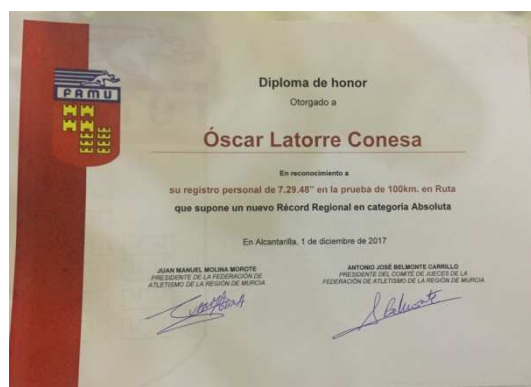 FAMU
Diploma de honor
Otorgado a
Óscar Latorre Conesa
En reconocimiento a
su registro personal de 7.29.48" en la prueba de 100km. en Ruta
que supone un nuevo Récord Regional en categoría Absoluta
En Alcantarilla, 1 de diciembre de 2017
JUAN MANUEL MOLINA MOROTE
PRESIDENTE DE LA FEDERACIÓN DE
ATLETISMO DE LA REGIÓN DE MURCIA
ANTONIO JOSÉ BELMONTE CARRILLO
PRESIDENTE DEL COMITÉ DE JUECES DE LA
FEDERACIÓN DE ATLETISMO DE LA REGIÓN DE MURCIA